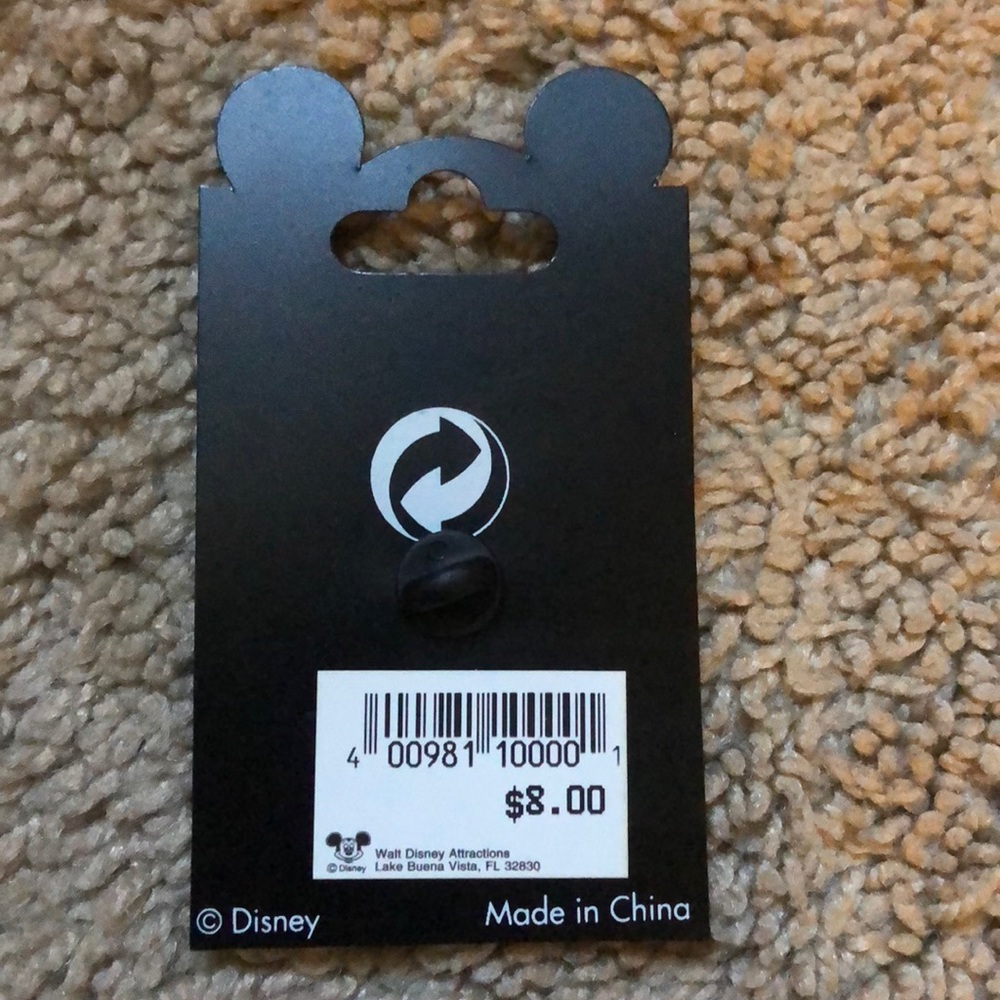 4 00981 10000 1
$8.00
© Disney
Walt Disney Attractions
Lake Buena Vista, FL 32830
© Disney
Made in China